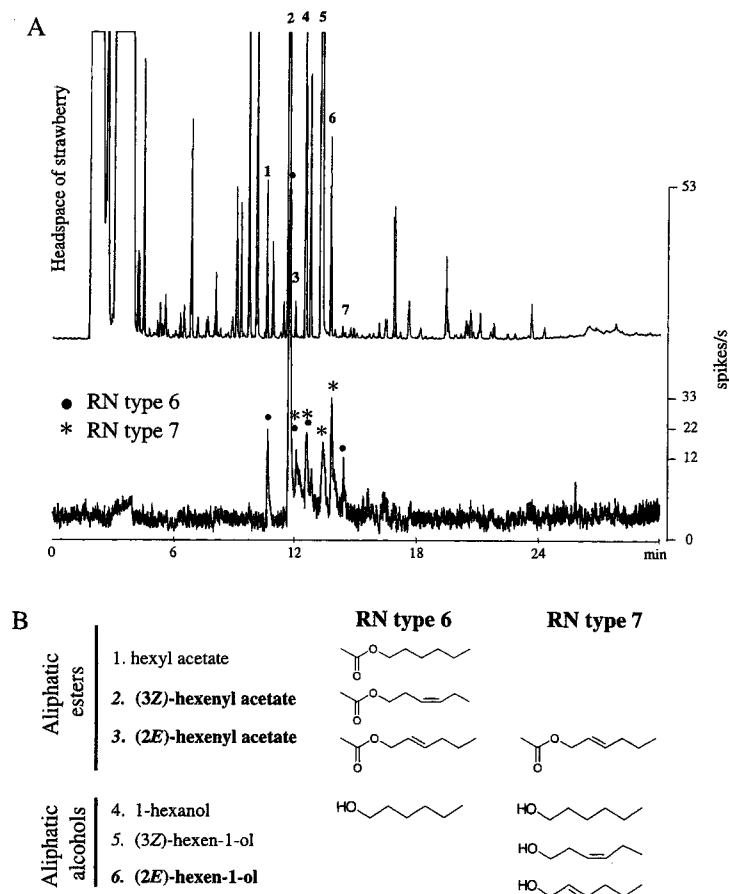 A
2 4 5
6
1
3
7
Headspace of strawberry
53
33
22
12
0
spikes/s
● RN type 6
* RN type 7
0 6 12 18 24 min
B
RN type 6 RN type 7
Aliphatic esters
1. hexyl acetate
2. (3Z)-hexenyl acetate
3. (2E)-hexenyl acetate
O
O
O
O
O
O
O
O
Aliphatic alcohols
4. 1-hexanol
5. (3Z)-hexen-1-ol
6. (2E)-hexen-1-ol
HO
HO
HO
HO